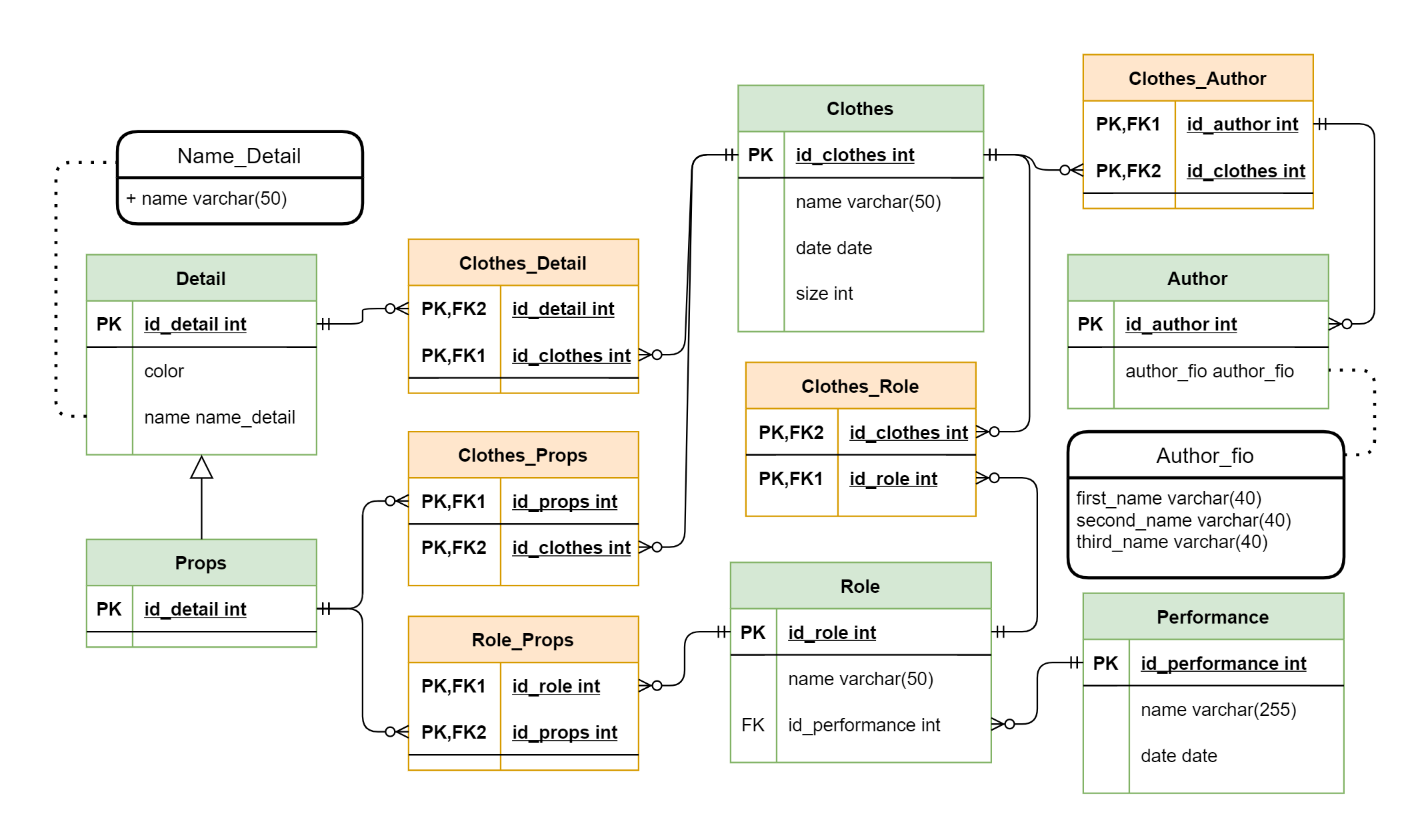 Name_Detail
+ name varchar(50)
Detail
PK id_detail int
color
name name_detail
Props
PK id_detail int
Clothes_Detail
PK,FK2 id_detail int
PK,FK1 id_clothes int
Clothes_Props
PK,FK1 id_props int
PK,FK2 id_clothes int
Role_Props
PK,FK1 id_role int
PK,FK2 id_props int
Clothes
PK id_clothes int
name varchar(50)
date date
size int
Clothes_Role
PK,FK2 id_clothes int
PK,FK1 id_role int
Role
PK id_role int
name varchar(50)
FK id_performance int
Clothes_Author
PK,FK1 id_author int
PK,FK2 id_clothes int
Author
PK id_author int
author_fio author_fio
Author_fio
first_name varchar(40)
second_name varchar(40)
third_name varchar(40)
Performance
PK id_performance int
name varchar(255)
date date